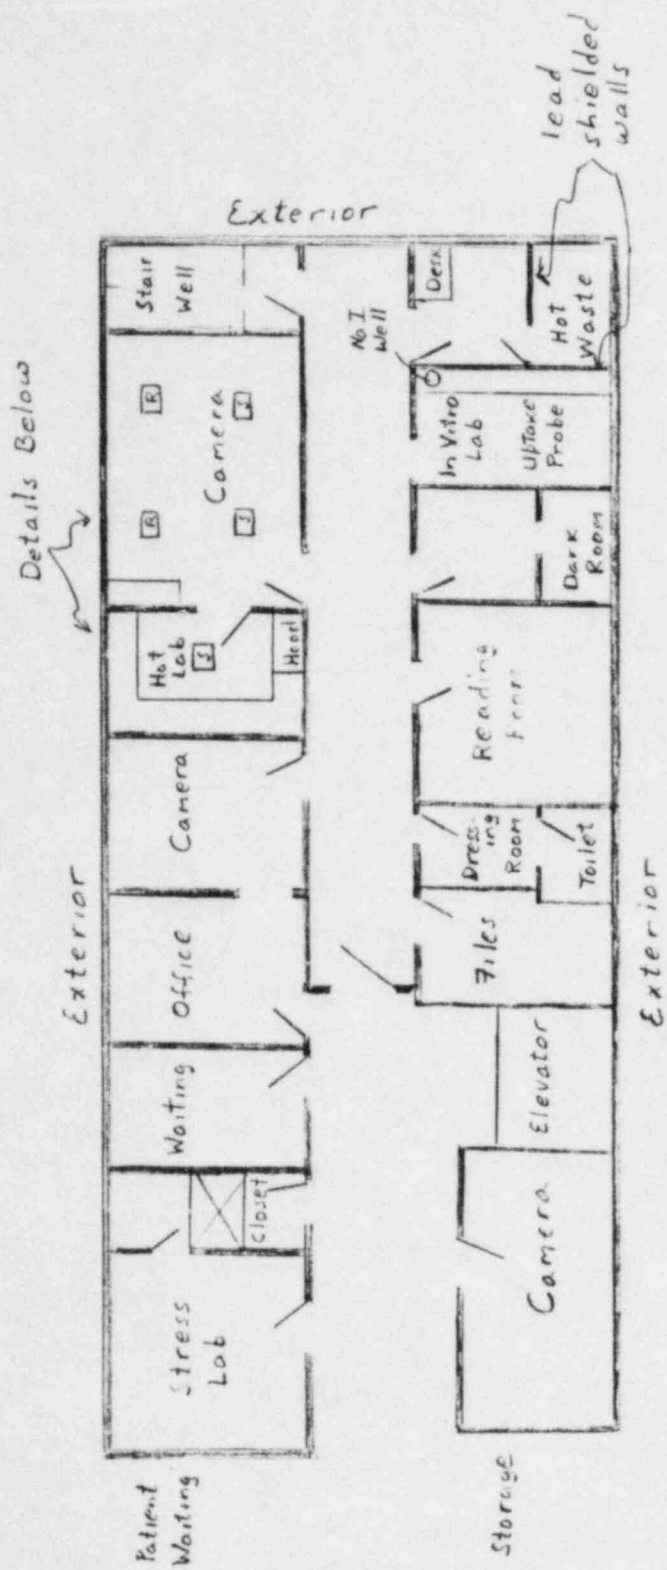 Details Below
Exterior
Exterior
lead
shielded
walls
Patient
Waiting
Stress
Lab
Closet
Waiting
Office
Camera
Hot
Lab
S
Hood
R
R
Camera
S
S
Stair
Well
Storage
Camera
Elevator
Files
Dress-
ing
Room
Toilet
Reading
Room
Dark
Room
In Vitro
Lab
Uptake
Probe
NaI
Well
Desk
Hot
Waste
Exterior